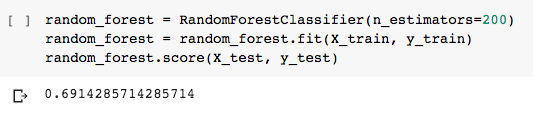 [ ] random_forest = RandomForestClassifier(n_estimators=200)
random_forest = random_forest.fit(X_train, y_train)
random_forest.score(X_test, y_test)
0.6914285714285714